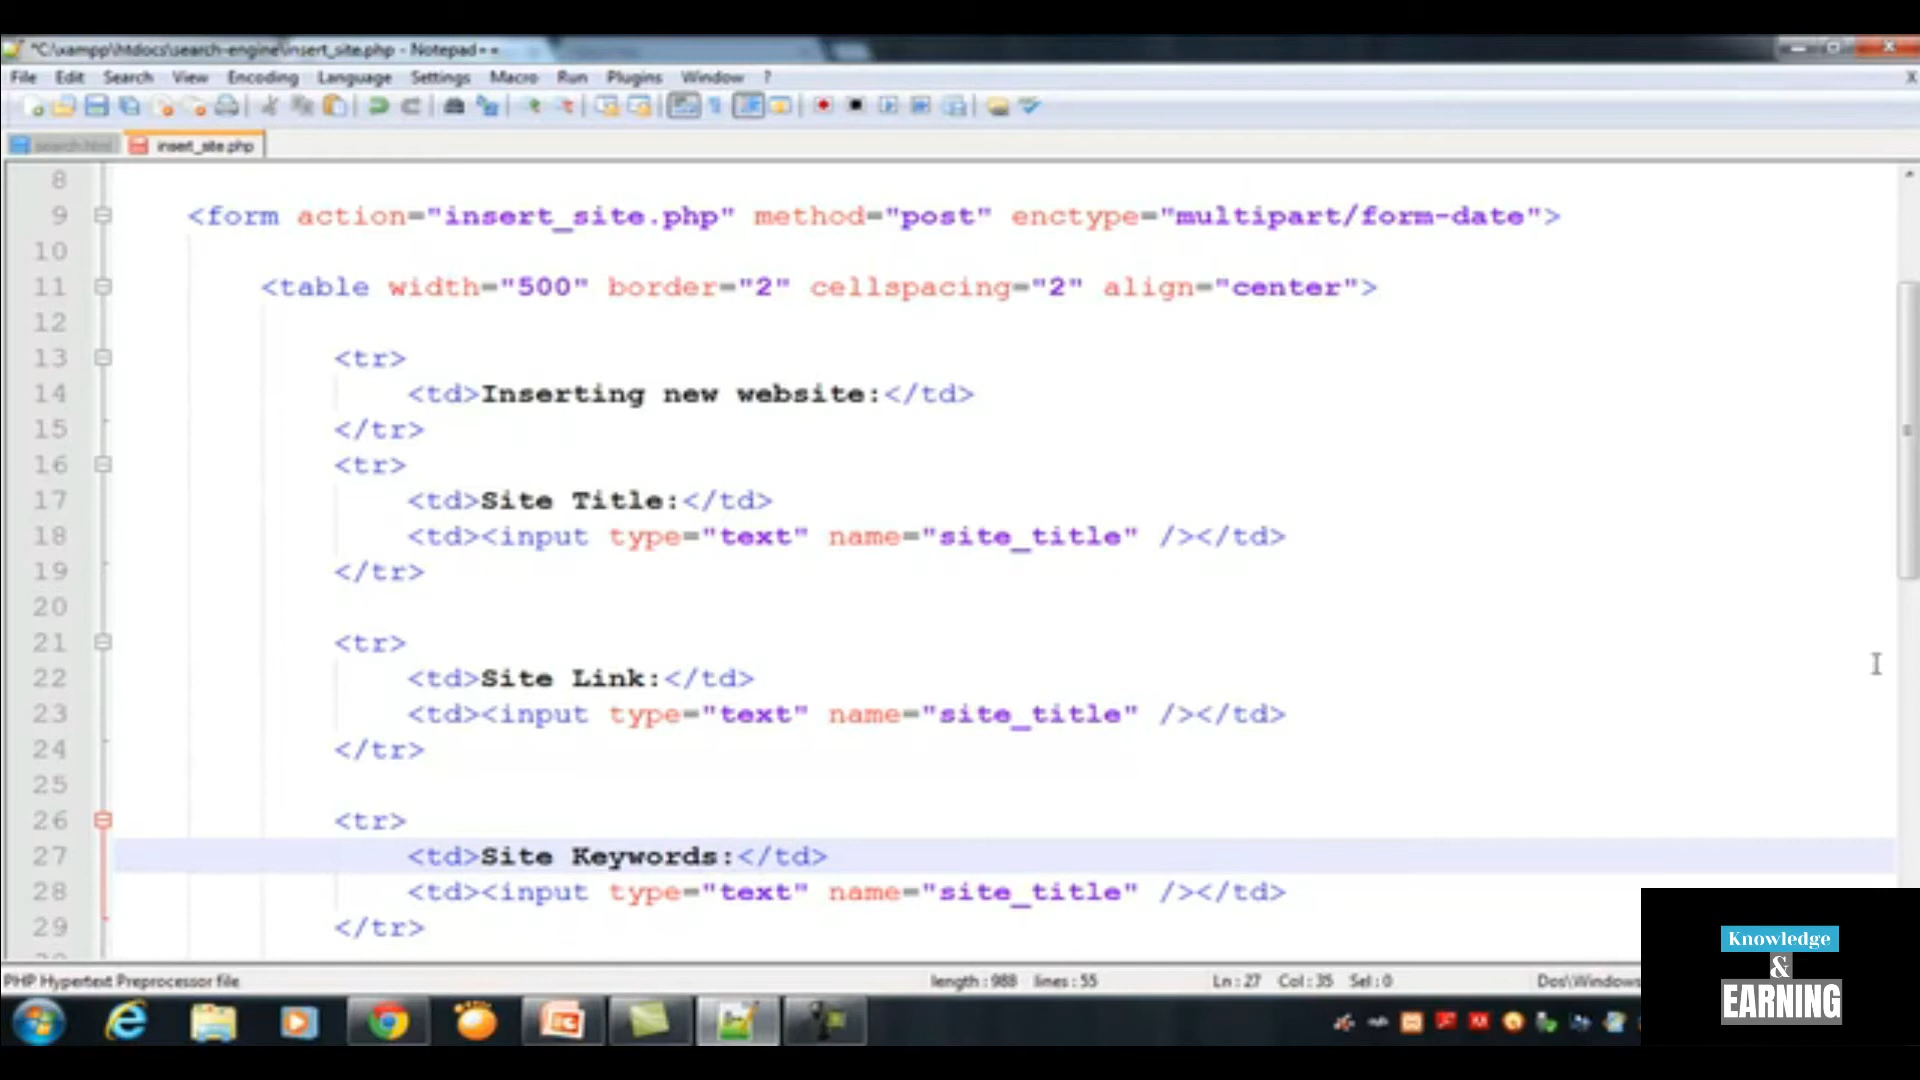 *C:\xampp\htdocs\search-engine\insert_site.php - Notepad++
File Edit Search View Encoding Language Settings Macro Run Plugins Window ? X
search.html insert_site.php
8
9 <form action="insert_site.php" method="post" enctype="multipart/form-date">
10
11 <table width="500" border="2" cellspacing="2" align="center">
12
13 <tr>
14 <td>Inserting new website:</td>
15 </tr>
16 <tr>
17 <td>Site Title:</td>
18 <td><input type="text" name="site_title" /></td>
19 </tr>
20
21 <tr>
22 <td>Site Link:</td>
23 <td><input type="text" name="site_title" /></td>
24 </tr>
25
26 <tr>
27 <td>Site Keywords:</td>
28 <td><input type="text" name="site_title" /></td>
29 </tr>
PHP Hypertext Preprocessor file length : 988 lines : 55 Ln : 27 Col : 35 Sel : 0 Dos\Windows
Knowledge
&
EARNING